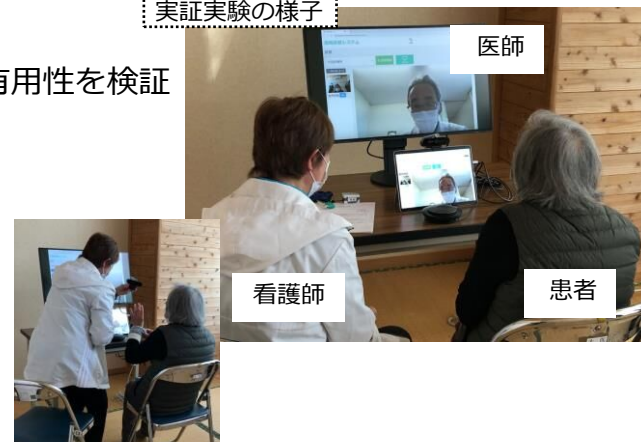 実証実験の様子
有用性を検証
医師
看護師
患者